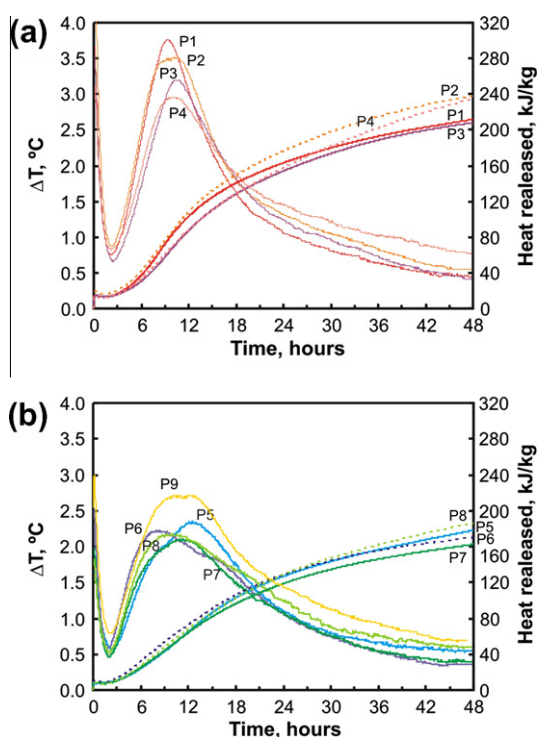 (a)
4.0
3.5
3.0
2.5
2.0
1.5
1.0
0.5
0.0
ΔT, ºC
P1
P2
P3
P4
P4
P2
P1
P3
320
280
240
200
160
120
80
40
0
Heat realeased, kJ/kg
0 6 12 18 24 30 36 42 48
Time, hours
(b)
4.0
3.5
3.0
2.5
2.0
1.5
1.0
0.5
0.0
ΔT, ºC
P9
P6
P5
P8
P7
P8
P5
P6
P7
320
280
240
200
160
120
80
40
0
Heat realeased, kJ/kg
0 6 12 18 24 30 36 42 48
Time, hours